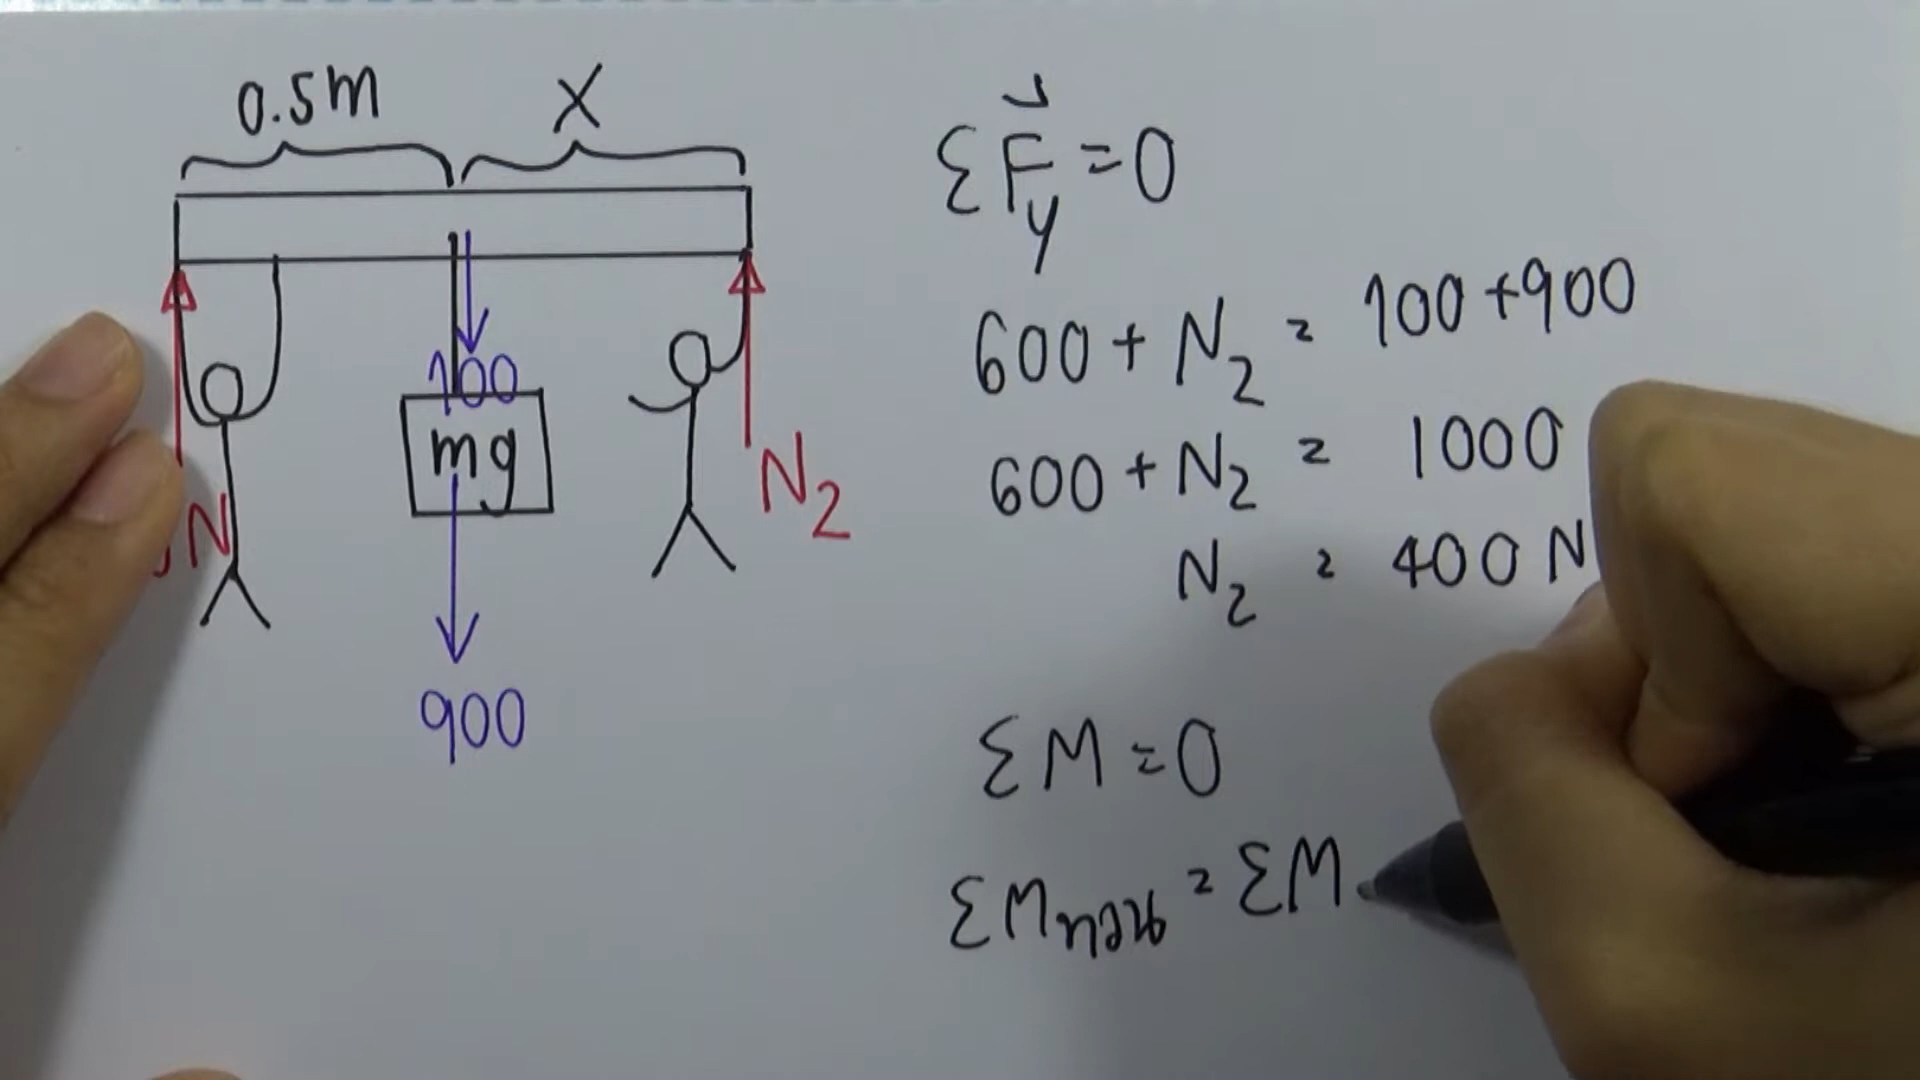 0.5m
X
100
mg
N
N₂
900
ΣF⃗y = 0
600 + N₂ = 100 + 900
600 + N₂ = 1000
N₂ = 400 N
ΣM = 0
ΣMทวน = ΣM